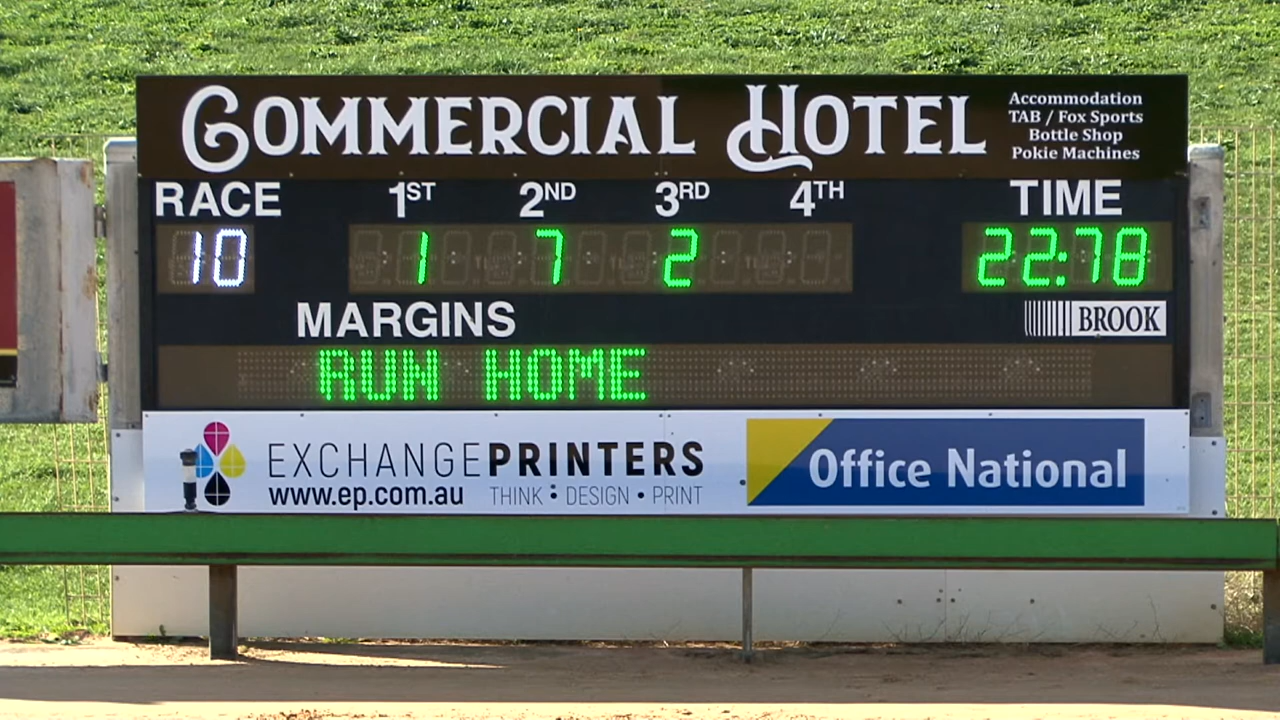 COMMERCIAL HOTEL
Accommodation
TAB / Fox Sports
Bottle Shop
Pokie Machines
RACE 1ST 2ND 3RD 4TH TIME
10 1 7 2 22:78
MARGINS
BROOK
RUN HOME
EXCHANGEPRINTERS
www.ep.com.au THINK • DESIGN • PRINT
Office National